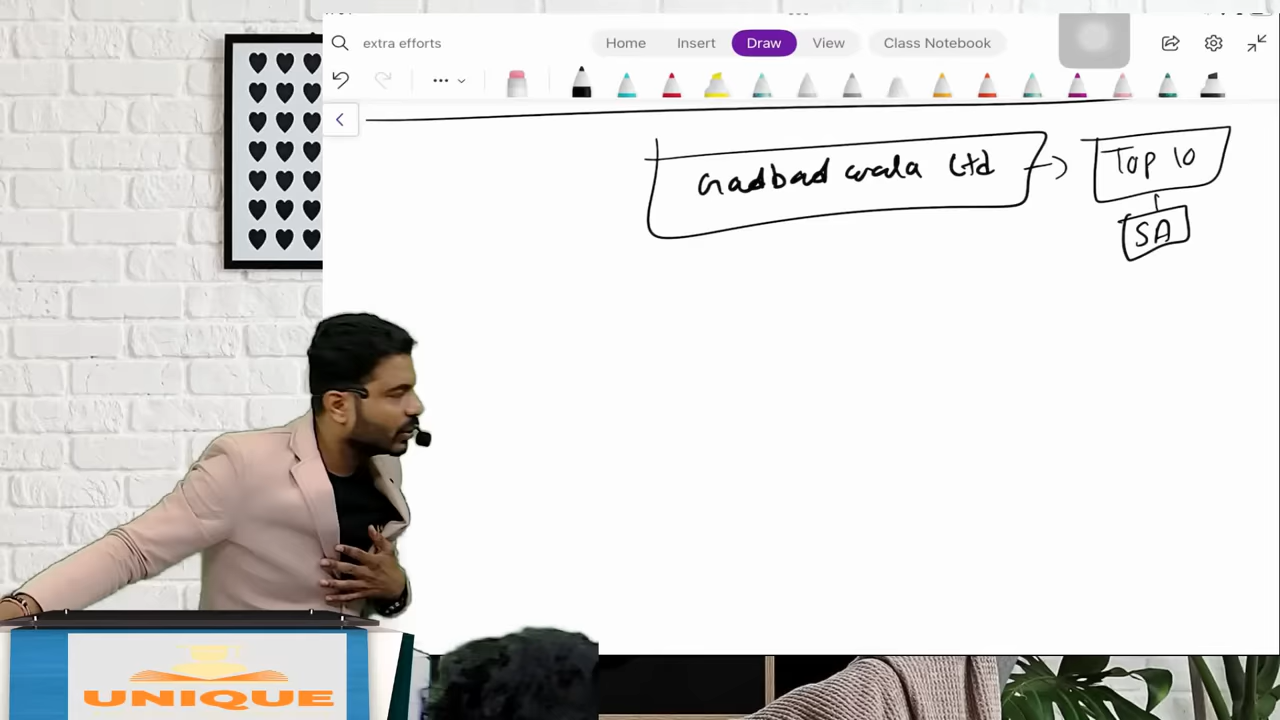 extra efforts
Home Insert Draw View Class Notebook
Gadbad wala Ltd
Top 10
SA
UNIQUE